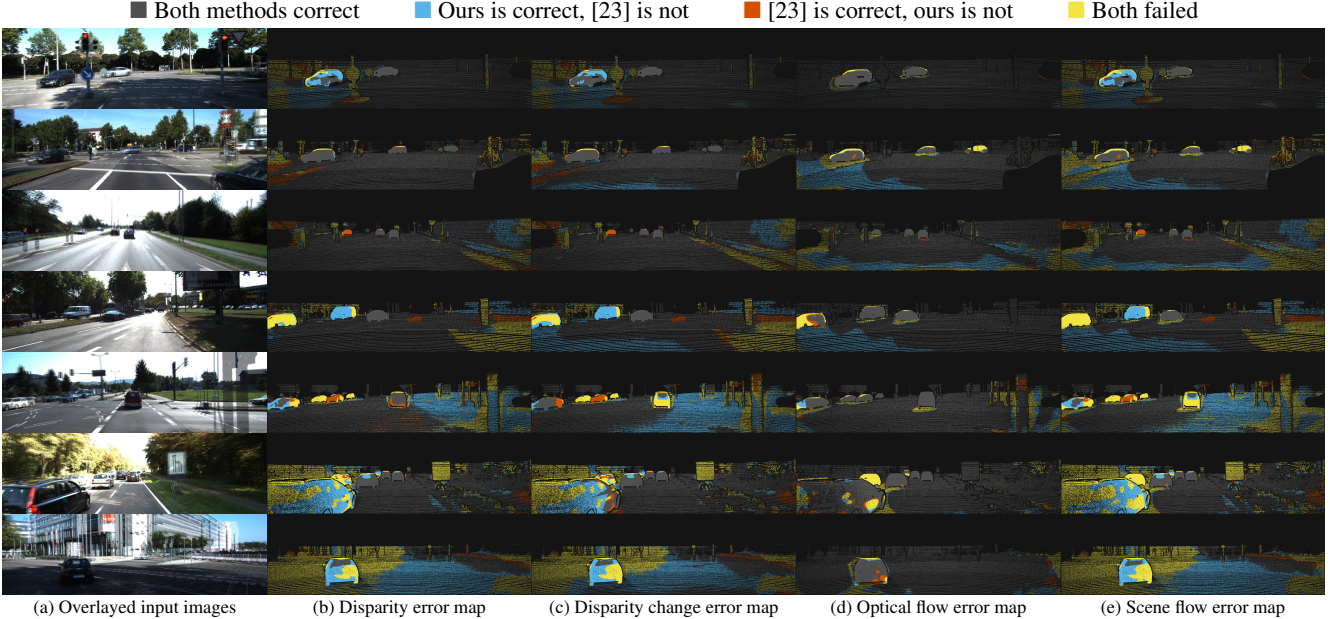 Both methods correct
Ours is correct, [23] is not
[23] is correct, ours is not
Both failed
(a) Overlayed input images
(b) Disparity error map
(c) Disparity change error map
(d) Optical flow error map
(e) Scene flow error map